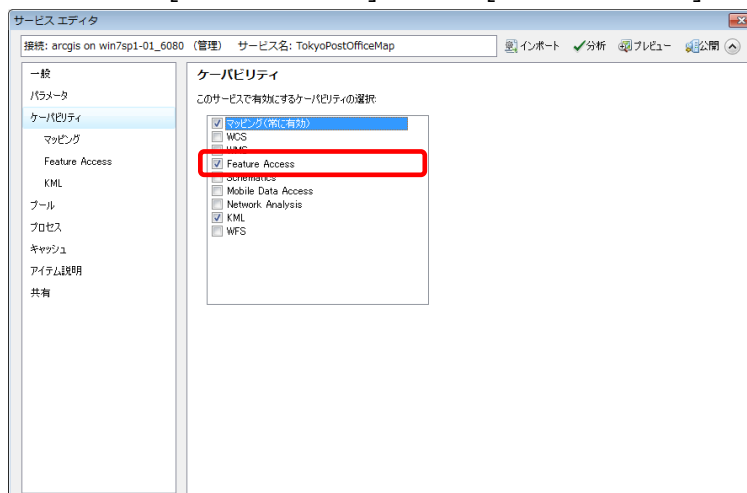 サービス エディタ
接続: arcgis on win7sp1-01_6080 （管理） サービス名: TokyoPostOfficeMap
インポート 分析 プレビュー 公開
一般
パラメータ
ケーパビリティ
マッピング
Feature Access
KML
プール
プロセス
キャッシュ
アイテム説明
共有
ケーパビリティ
このサービスで有効にするケーパビリティの選択:
マッピング(常に有効)
WCS
WMS
Feature Access
Schematics
Mobile Data Access
Network Analysis
KML
WFS